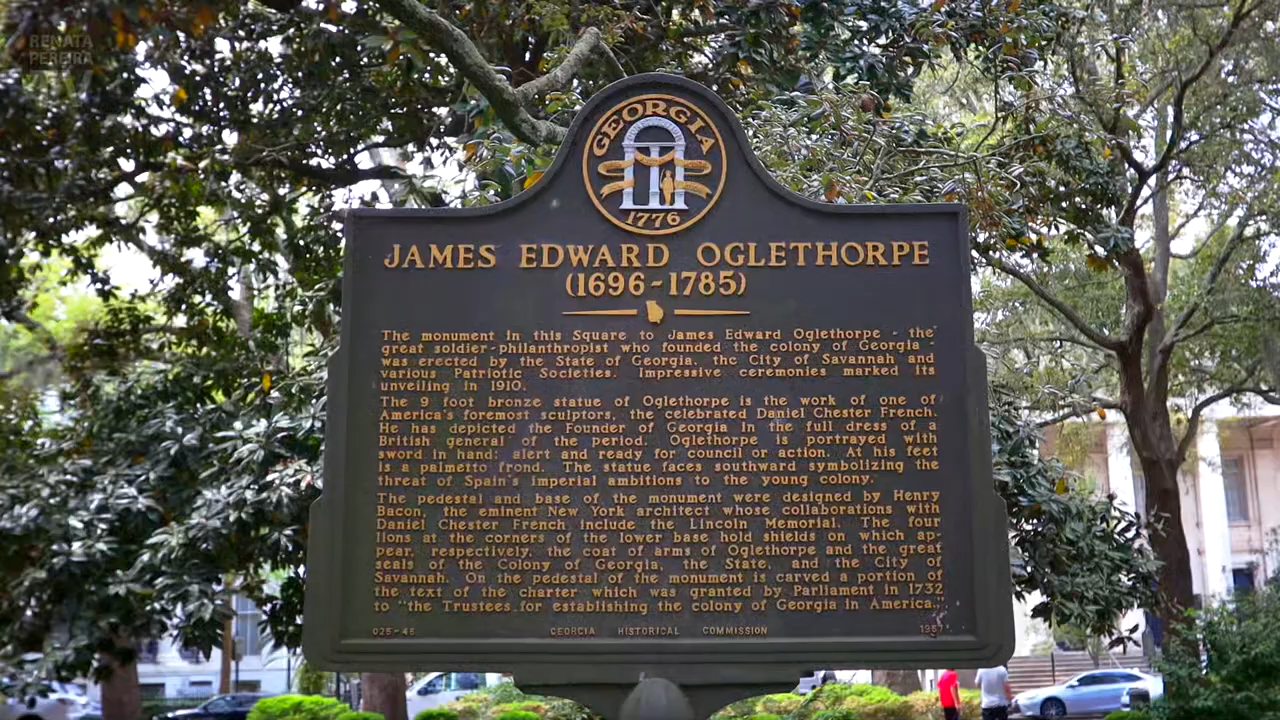 RENATA
PEREIRA
GEORGIA
1776
JAMES EDWARD OGLETHORPE
(1696-1785)
The monument in this Square to James Edward Oglethorpe - the
great soldier-philanthropist who founded the colony of Georgia -
was erected by the State of Georgia, the City of Savannah and
various Patriotic Societies. Impressive ceremonies marked its
unveiling in 1910.
The 9 foot bronze statue of Oglethorpe is the work of one of
America's foremost sculptors, the celebrated Daniel Chester French.
He has depicted the Founder of Georgia in the full dress of a
British general of the period. Oglethorpe is portrayed with
sword in hand; alert and ready for council or action. At his feet
is a palmetto frond. The statue faces southward symbolizing the
threat of Spain's imperial ambitions to the young colony.
The pedestal and base of the monument were designed by Henry
Bacon, the eminent New York architect whose collaborations with
Daniel Chester French include the Lincoln Memorial. The four
lions at the corners of the lower base hold shields on which ap-
pear, respectively, the coat of arms of Oglethorpe and the great
seals of the Colony of Georgia, the State, and the City of
Savannah. On the pedestal of the monument is carved a portion of
the text of the charter which was granted by Parliament in 1732
to "the Trustees for establishing the colony of Georgia in America."
025-45 GEORGIA HISTORICAL COMMISSION 1957